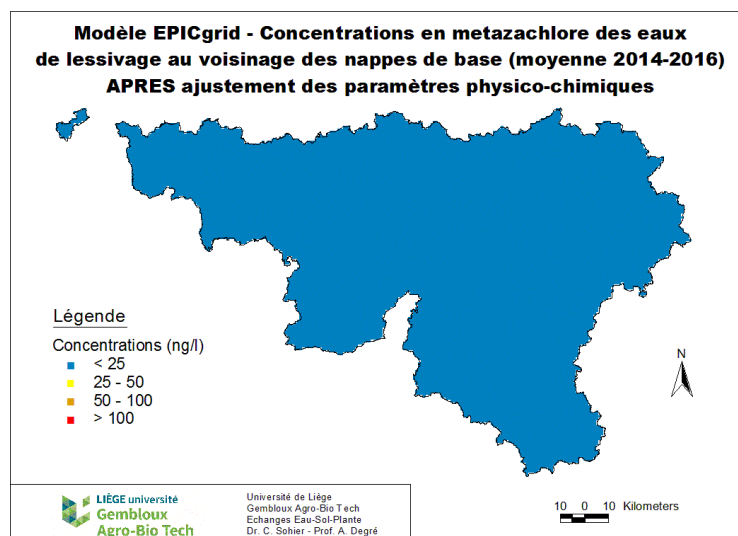 Modèle EPICgrid - Concentrations en metazachlore des eaux
de lessivage au voisinage des nappes de base (moyenne 2014-2016)
APRES ajustement des paramètres physico-chimiques
Légende
Concentrations (ng/l)
< 25
25 - 50
50 - 100
> 100
N
10 0 10 Kilometers
LIÈGE université
Gembloux
Agro-Bio Tech
Université de Liège
Gembloux Agro-Bio Tech
Echanges Eau-Sol-Plante
Dr. C. Sohier - Prof. A. Degré